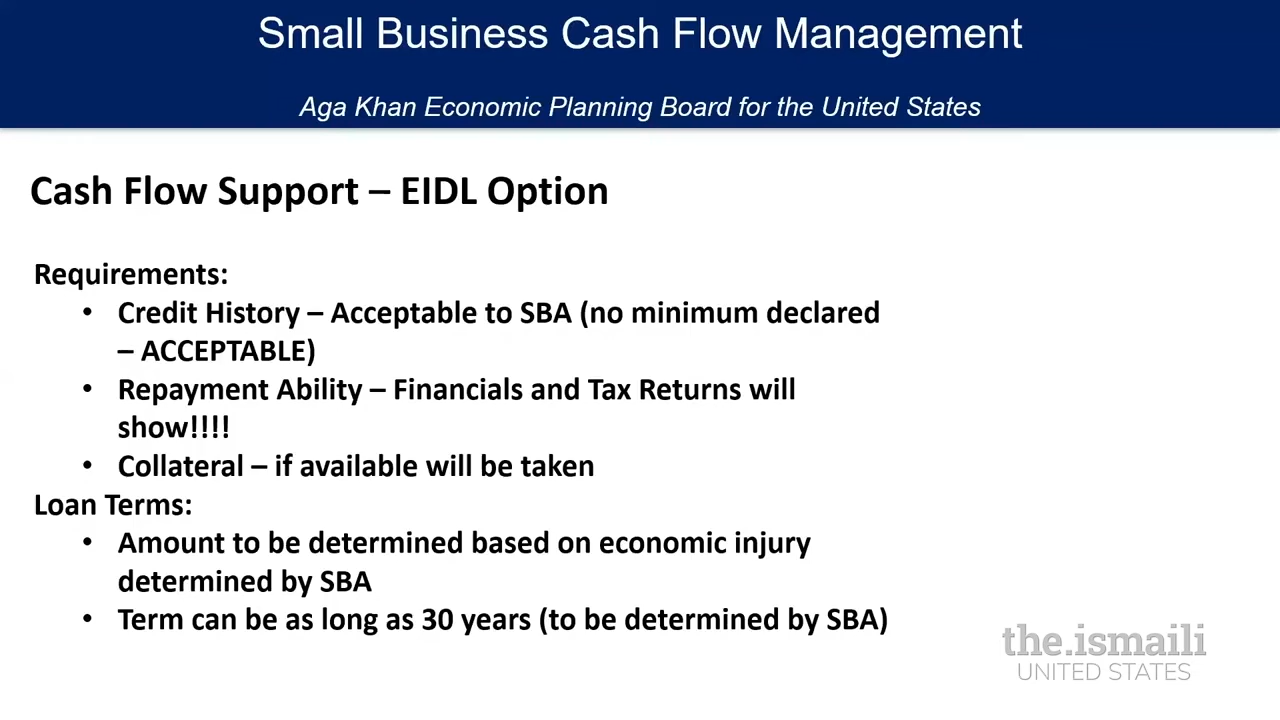 Small Business Cash Flow Management
Aga Khan Economic Planning Board for the United States
Cash Flow Support – EIDL Option
Requirements:
• Credit History – Acceptable to SBA (no minimum declared
– ACCEPTABLE)
• Repayment Ability – Financials and Tax Returns will
show!!!!
• Collateral – if available will be taken
Loan Terms:
• Amount to be determined based on economic injury
determined by SBA
• Term can be as long as 30 years (to be determined by SBA)
the.ismaili
UNITED STATES